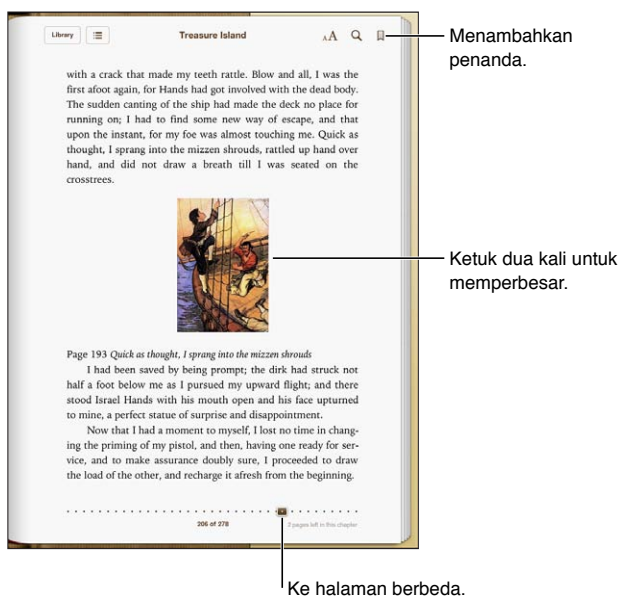 Library
Treasure Island
AA
Menambahkan
penanda.
with a crack that made my teeth rattle. Blow and all, I was the
first afoot again, for Hands had got involved with the dead body.
The sudden canting of the ship had made the deck no place for
running on; I had to find some new way of escape, and that
upon the instant, for my foe was almost touching me. Quick as
thought, I sprang into the mizzen shrouds, rattled up hand over
hand, and did not draw a breath till I was seated on the
crosstrees.
Ketuk dua kali untuk
memperbesar.
Page 193 Quick as thought, I sprang into the mizzen shrouds
I had been saved by being prompt; the dirk had struck not
half a foot below me as I pursued my upward flight; and there
stood Israel Hands with his mouth open and his face upturned
to mine, a perfect statue of surprise and disappointment.
Now that I had a moment to myself, I lost no time in chang-
ing the priming of my pistol, and then, having one ready for ser-
vice, and to make assurance doubly sure, I proceeded to draw
the load of the other, and recharge it afresh from the beginning.
206 of 278
2 pages left in this chapter
Ke halaman berbeda.